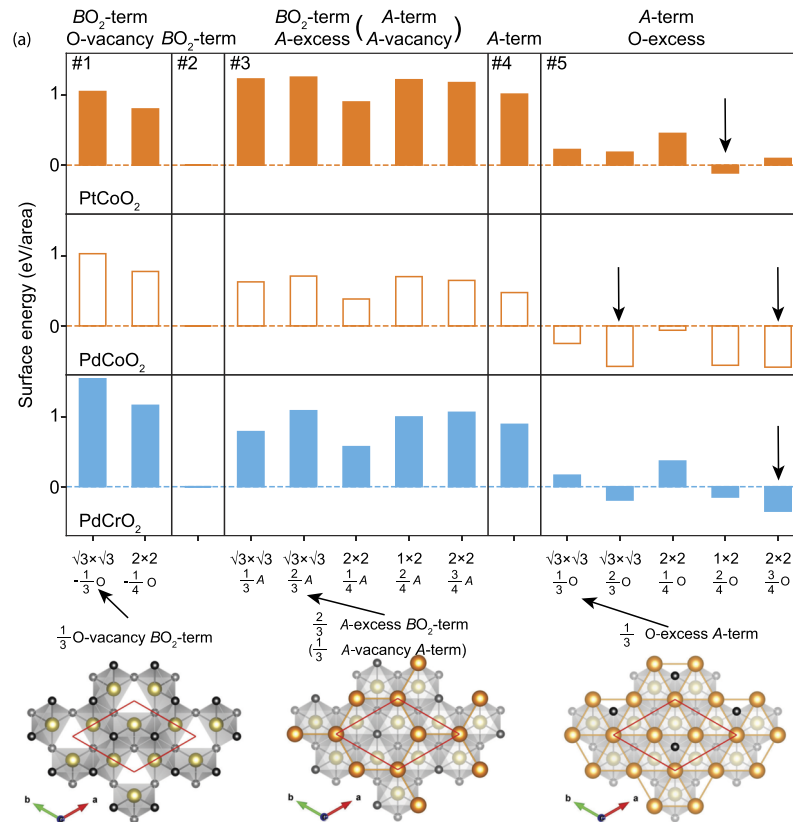 (a)
BO₂-term
O-vacancy
BO₂-term
BO₂-term
A-excess
( A-term
A-vacancy )
A-term
A-term
O-excess
#1
#2
#3
#4
#5
Surface energy (eV/area)
1
0
PtCoO₂
1
0
PdCoO₂
1
0
PdCrO₂
√3×√3
-1/3 O
2×2
-1/4 O
√3×√3
1/3 A
√3×√3
2/3 A
2×2
1/4 A
1×2
2/4 A
2×2
3/4 A
√3×√3
1/3 O
√3×√3
2/3 O
2×2
1/4 O
1×2
2/4 O
2×2
3/4 O
1/3 O-vacancy BO₂-term
2/3 A-excess BO₂-term
(1/3 A-vacancy A-term)
1/3 O-excess A-term
b a
b a
b a